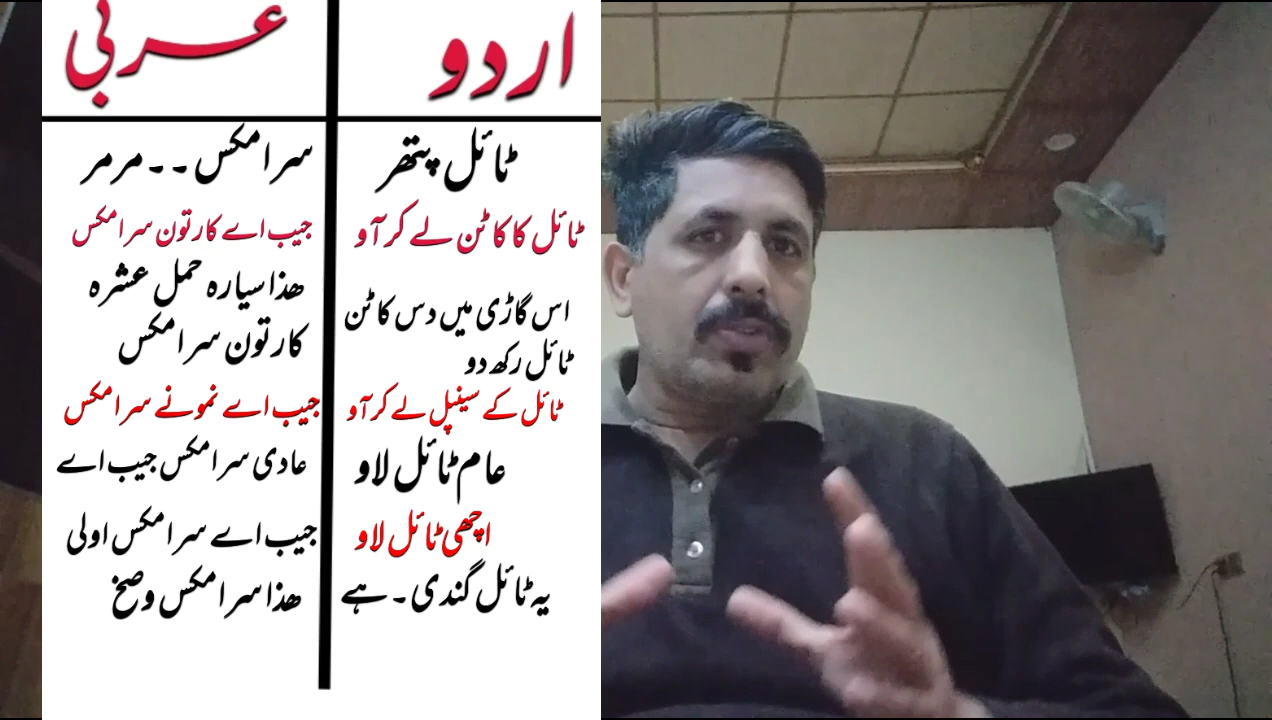 اردو
عربی
ٹائل پتھر
سرامکس ۔ ۔ مرمر
ٹائل کا کاٹن لے کر آو
جیب اے کارتون سرامکس
اس گاڑی میں دس کاٹن
ٹائل رکھ دو
ھذا سیارہ حمل عشرہ
کارتون سرامکس
ٹائل کے سینپل لے کر آو
جیب اے نمونے سرامکس
عام ٹائل لاو
عادی سرامکس جیب اے
اچھی ٹائل لاو
جیب اے سرامکس اولی
یہ ٹائل گندی ۔ ہے
ھذا سرامکس وصخ